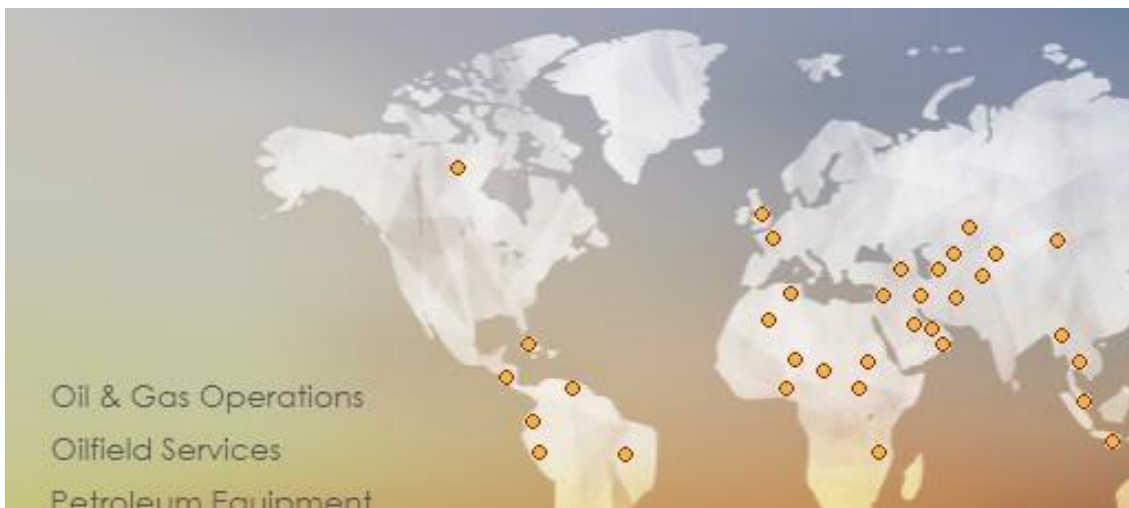 Oil & Gas Operations
Oilfield Services
Petroleum Equipment